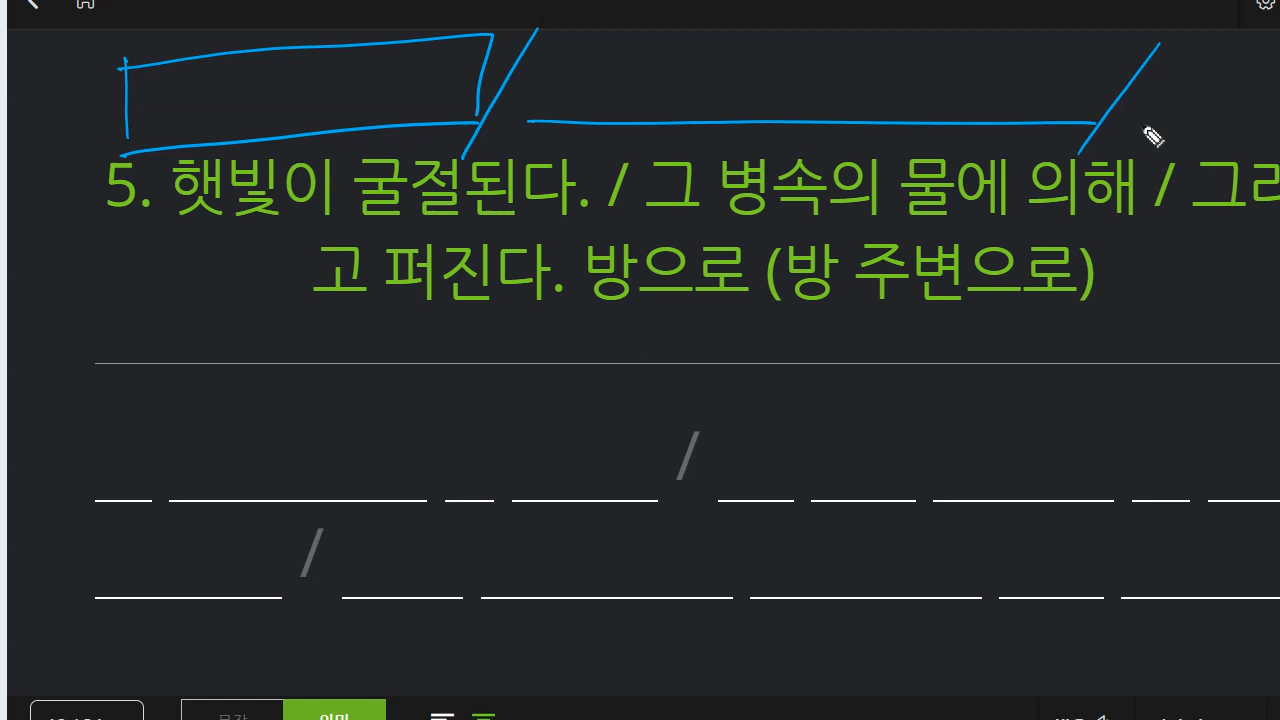 5. 햇빛이 굴절된다. / 그 병속의 물에 의해 / 그리
고 퍼진다. 방으로 (방 주변으로)
/
/